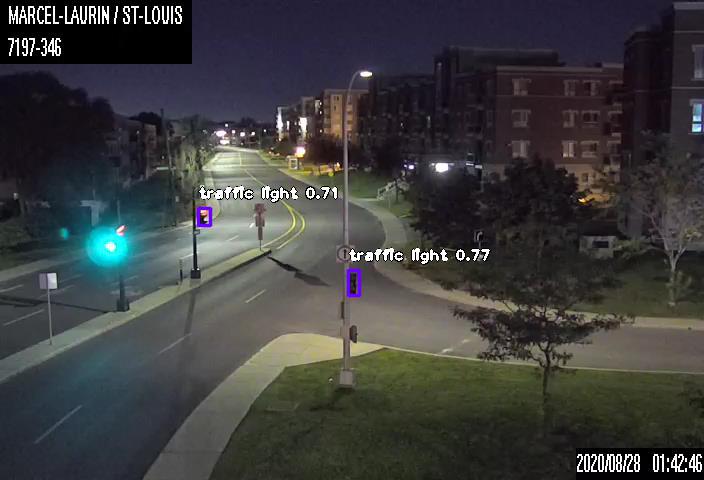 MARCEL-LAURIN / ST-LOUIS
7197-346
traffic light 0.71
traffic light 0.77
2020/08/28 01:42:46